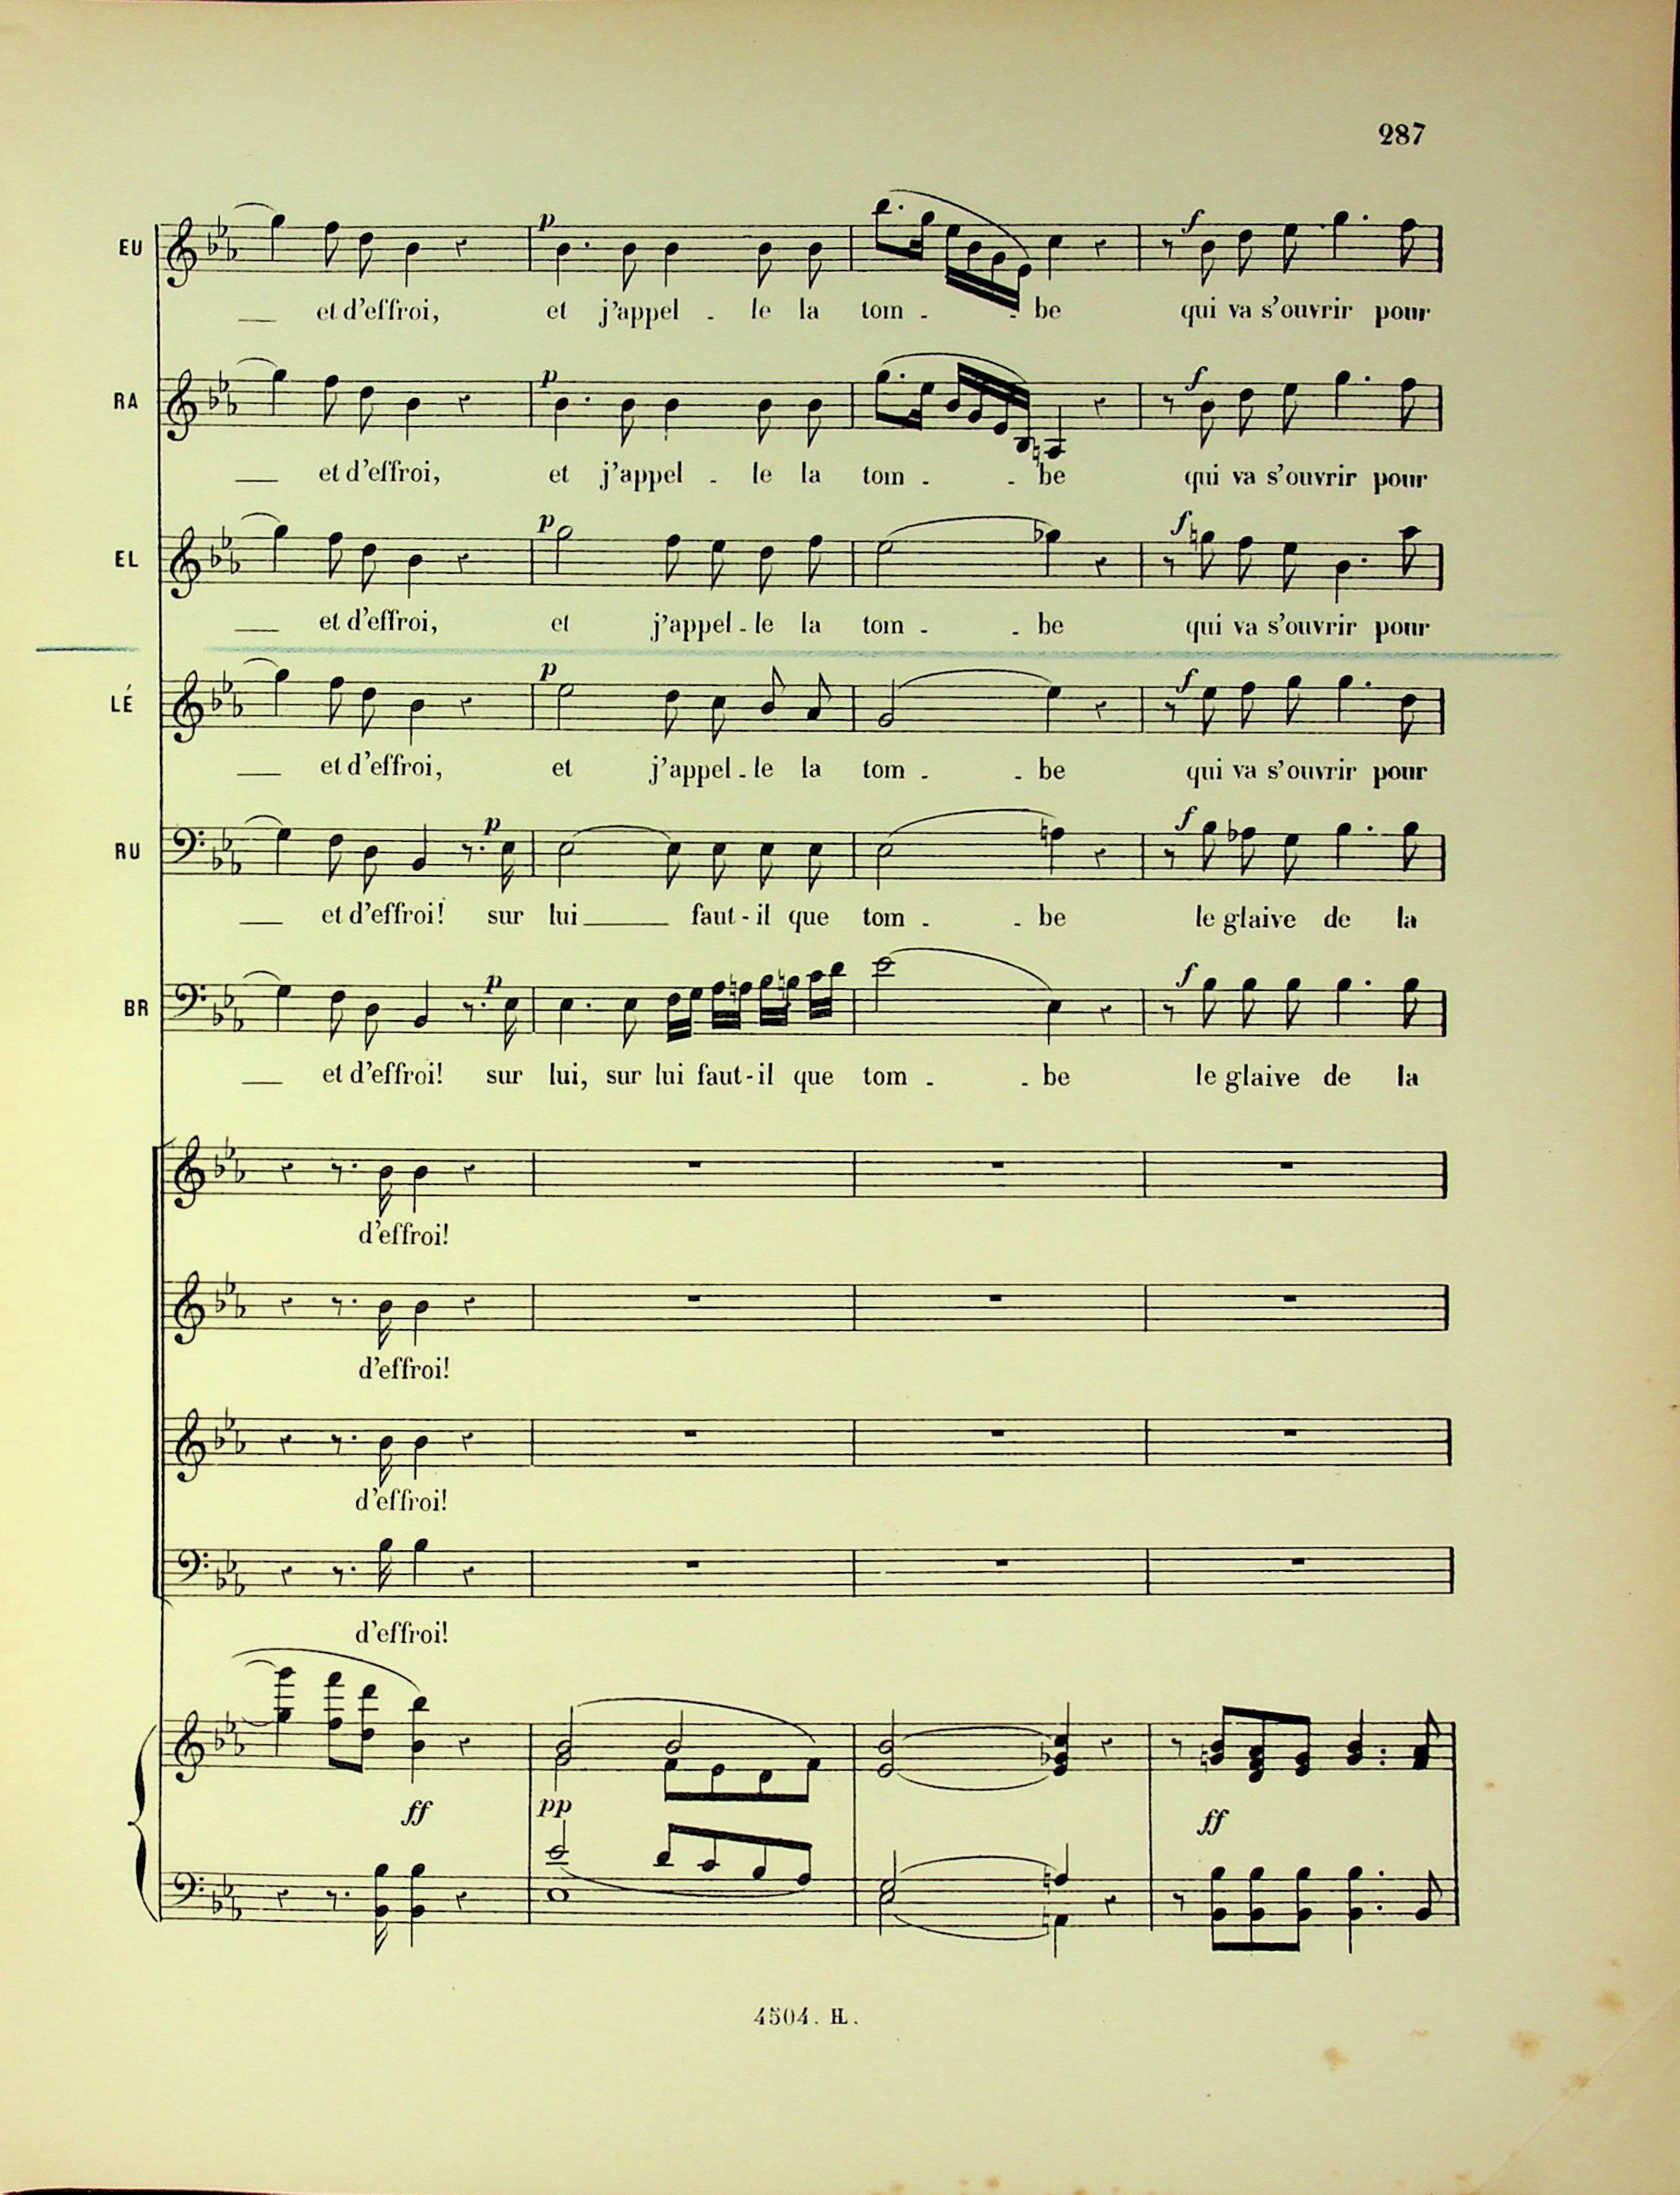 287
EU
p
f
et d'effroi, et j'appel - le la tom - - be qui va s'ouvrir pour
RA
p
f
et d'effroi, et j'appel - le la tom - - be qui va s'ouvrir pour
EL
p
f
et d'effroi, et j'appel - le la tom - - be qui va s'ouvrir pour
LÉ
p
f
et d'effroi, et j'appel - le la tom - - be qui va s'ouvrir pour
RU
p
f
et d'effroi! sur lui faut - il que tom - - be le glaive de la
BR
p
f
et d'effroi! sur lui, sur lui faut - il que tom - - be le glaive de la
d'effroi!
d'effroi!
d'effroi!
d'effroi!
ff pp ff
4504. H.